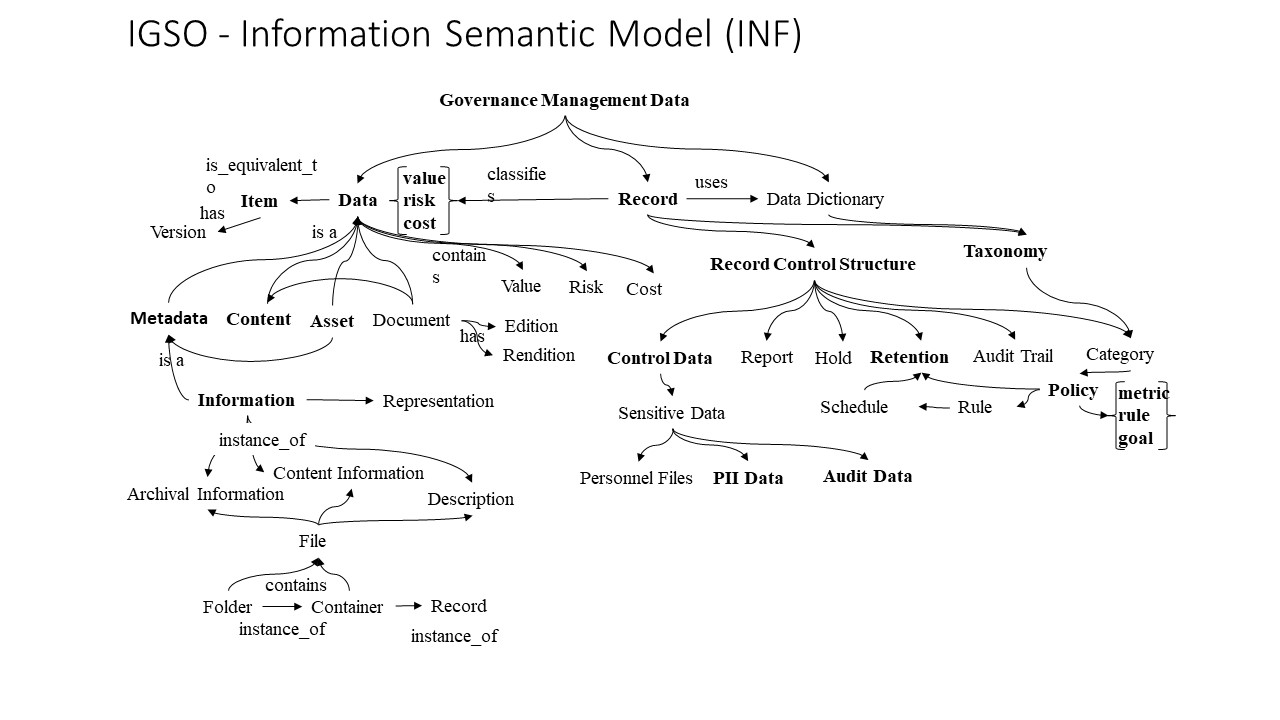 IGSO - Information Semantic Model (INF)
Governance Management Data
is_equivalent_t
o
Item
Data
value
risk
cost
classifie
s
Record
uses
Data Dictionary
has
Version
is a
contain
s
Value
Risk
Cost
Record Control Structure
Taxonomy
Metadata
Content
Asset
Document
has
Edition
Rendition
is a
Control Data
Report
Hold
Retention
Audit Trail
Category
Information
Representation
Sensitive Data
Schedule
Rule
Policy
metric
rule
goal
instance_of
Content Information
Archival Information
Description
Personnel Files
PII Data
Audit Data
File
contains
Folder
Container
Record
instance_of
instance_of